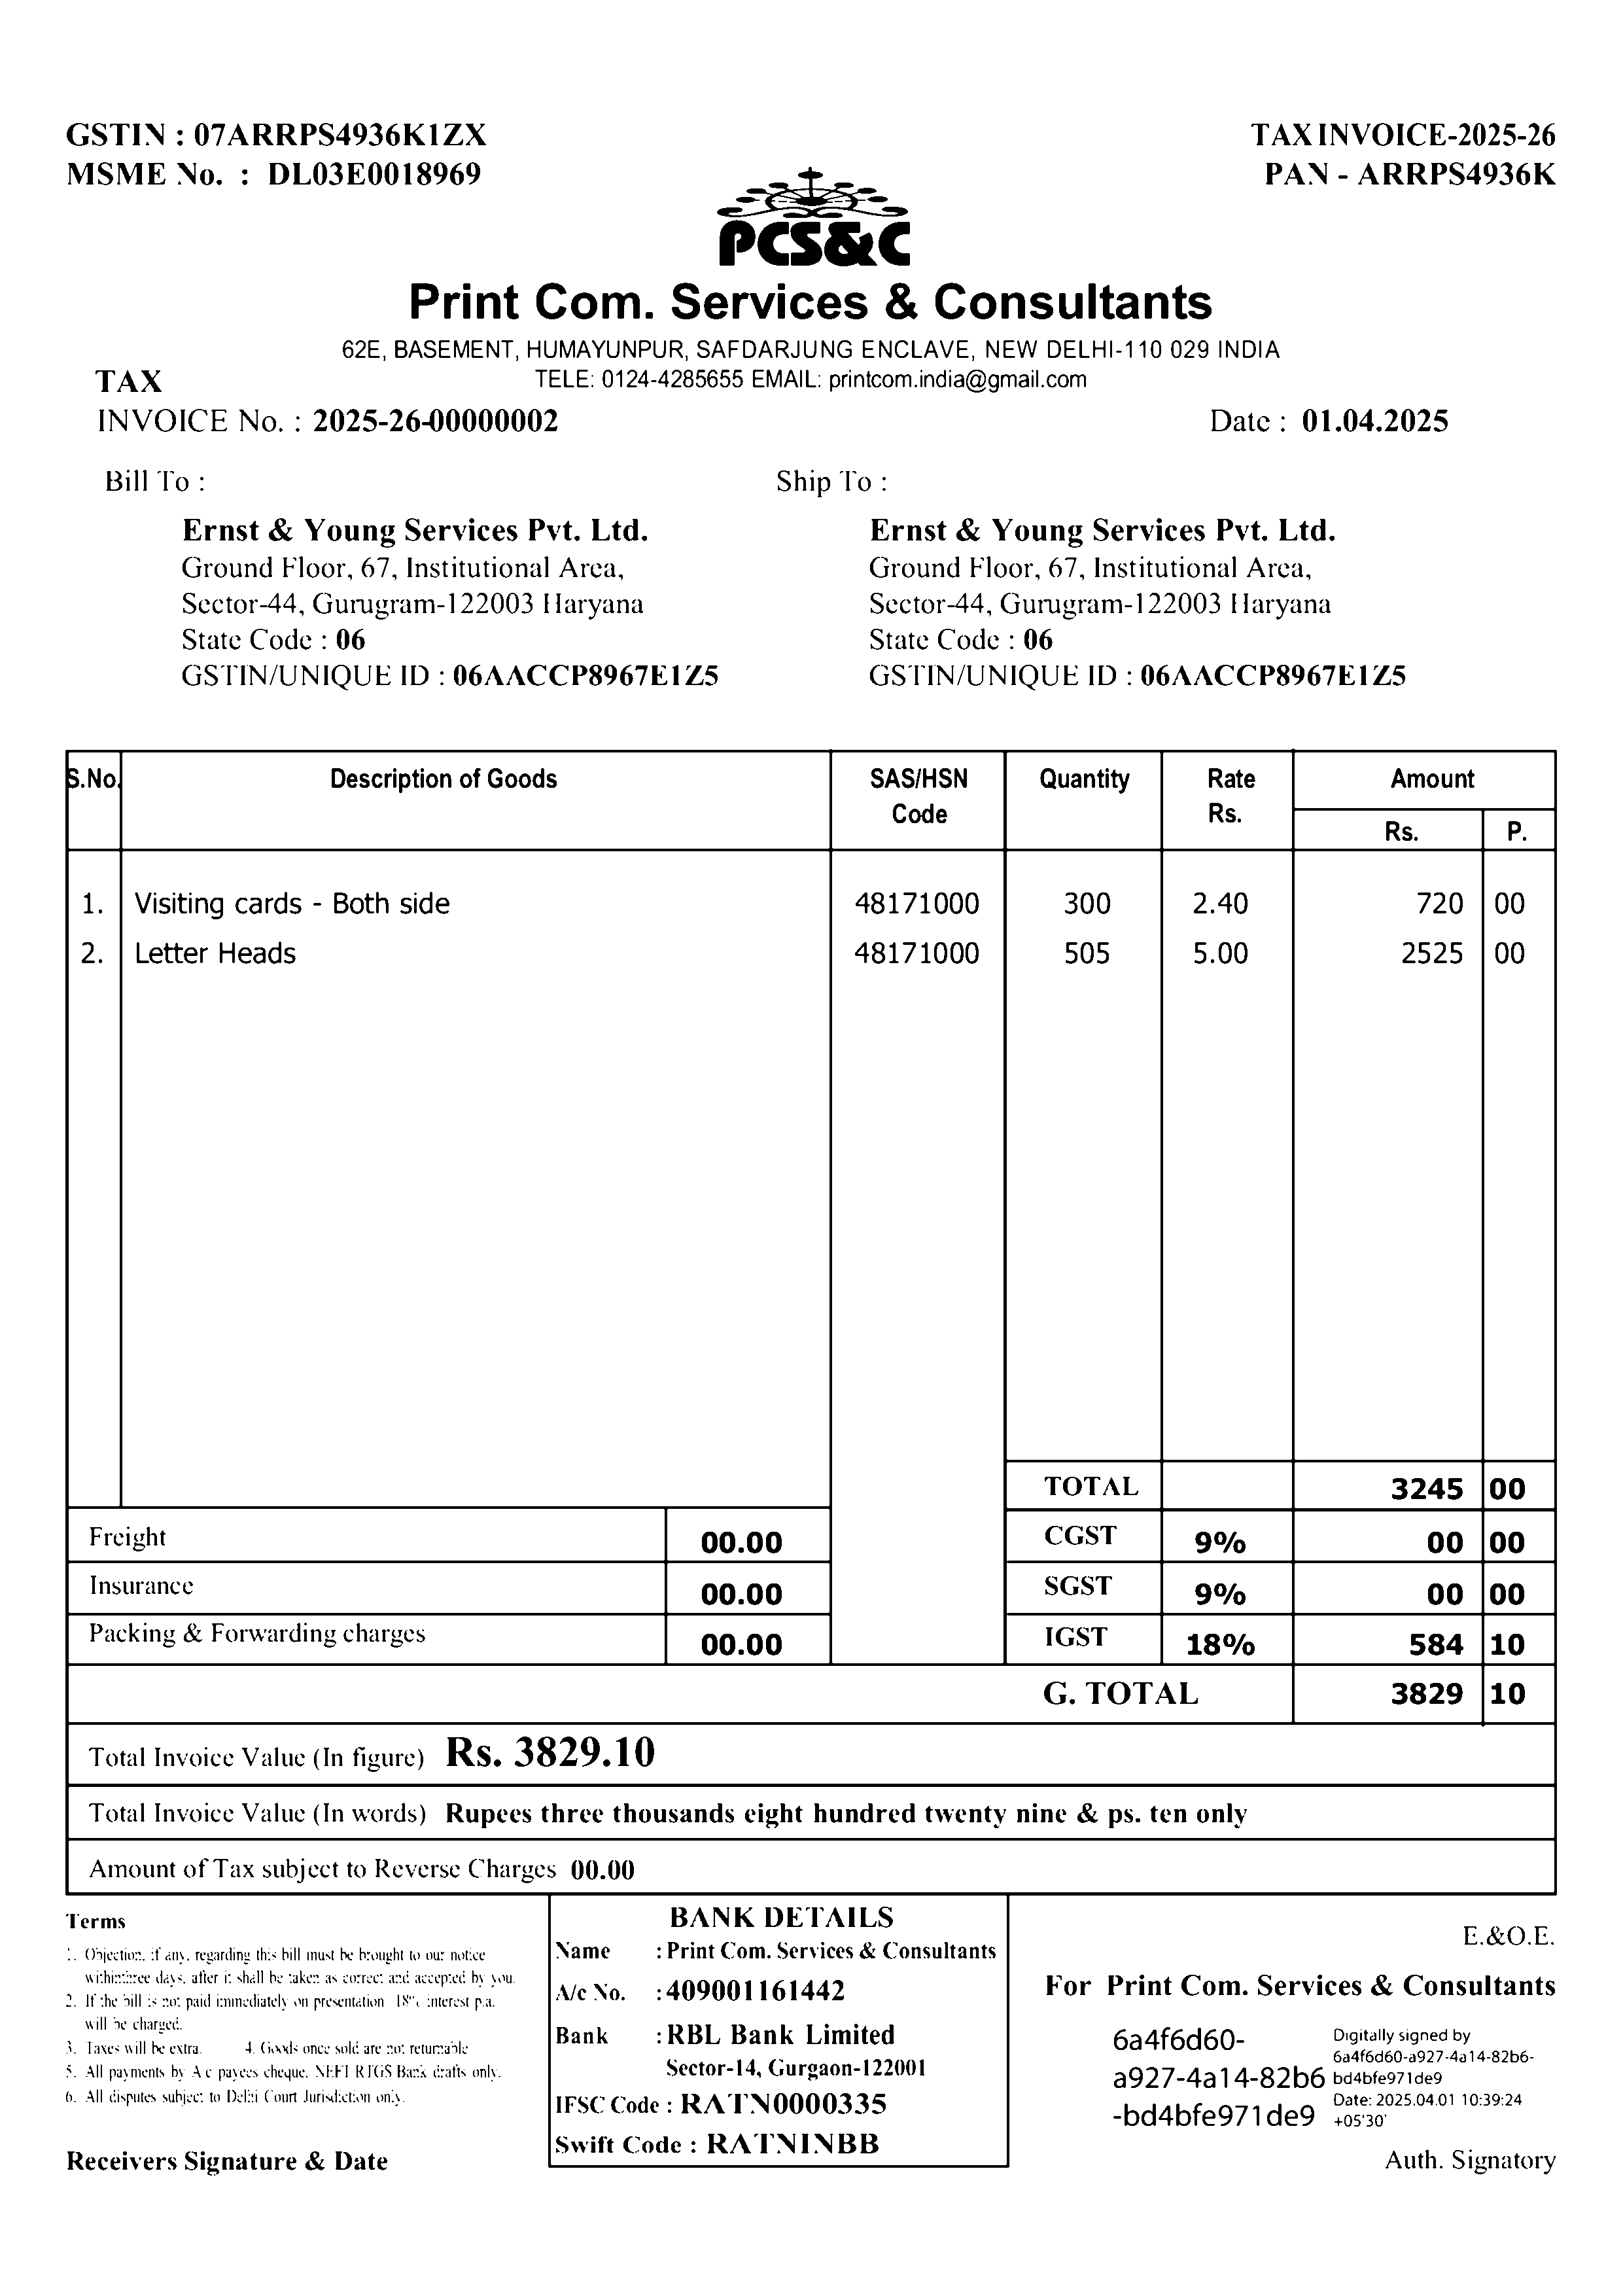 GSTIN : 07ARRPS4936K1ZX
TAX INVOICE-2025-26
MSME No. : DL03E0018969
PAN - ARRPS4936K
PCS&C
Print Com. Services & Consultants
62E, BASEMENT, HUMAYUNPUR, SAFDARJUNG ENCLAVE, NEW DELHI-110 029 INDIA
TELE: 0124-4285655 EMAIL: printcom.india@gmail.com
TAX
INVOICE No. : 2025-26-00000002
Date : 01.04.2025
Bill To :
Ernst & Young Services Pvt. Ltd.
Ground Floor, 67, Institutional Area,
Sector-44, Gurugram-122003 Haryana
State Code : 06
GSTIN/UNIQUE ID : 06AACCP8967E1Z5
Ship To :
Ernst & Young Services Pvt. Ltd.
Ground Floor, 67, Institutional Area,
Sector-44, Gurugram-122003 Haryana
State Code : 06
GSTIN/UNIQUE ID : 06AACCP8967E1Z5
S.No. Description of Goods SAS/HSN Code Quantity Rate Rs. Amount
Rs. P.
1. Visiting cards - Both side 48171000 300 2.40 720 00
2. Letter Heads 48171000 505 5.00 2525 00
TOTAL 3245 00
Freight 00.00 CGST 9% 00 00
Insurance 00.00 SGST 9% 00 00
Packing & Forwarding charges 00.00 IGST 18% 584 10
G. TOTAL 3829 10
Total Invoice Value (In figure) Rs. 3829.10
Total Invoice Value (In words) Rupees three thousands eight hundred twenty nine & ps. ten only
Amount of Tax subject to Reverse Charges 00.00
Terms
1. Objection, if any, regarding this bill must be brought to our notice
within three days, after it shall be taken as correct and accepted by you.
2. If the bill is not paid immediately on presentation 18% interest p.a.
will be charged.
3. Taxes will be extra. 4. Goods once sold are not returnable
5. All payments by A/c payees cheque, NEFT RTGS Bank drafts only.
6. All disputes subject to Delhi Court Jurisdiction only.
Receivers Signature & Date
BANK DETAILS
Name : Print Com. Services & Consultants
A/c No. : 409001161442
Bank : RBL Bank Limited
Sector-14, Gurgaon-122001
IFSC Code : RATN0000335
Swift Code : RATNINBB
E.&O.E.
For Print Com. Services & Consultants
6a4f6d60-
a927-4a14-82b6
-bd4bfe971de9
Digitally signed by
6a4f6d60-a927-4a14-82b6-
bd4bfe971de9
Date: 2025.04.01 10:39:24
+05'30'
Auth. Signatory